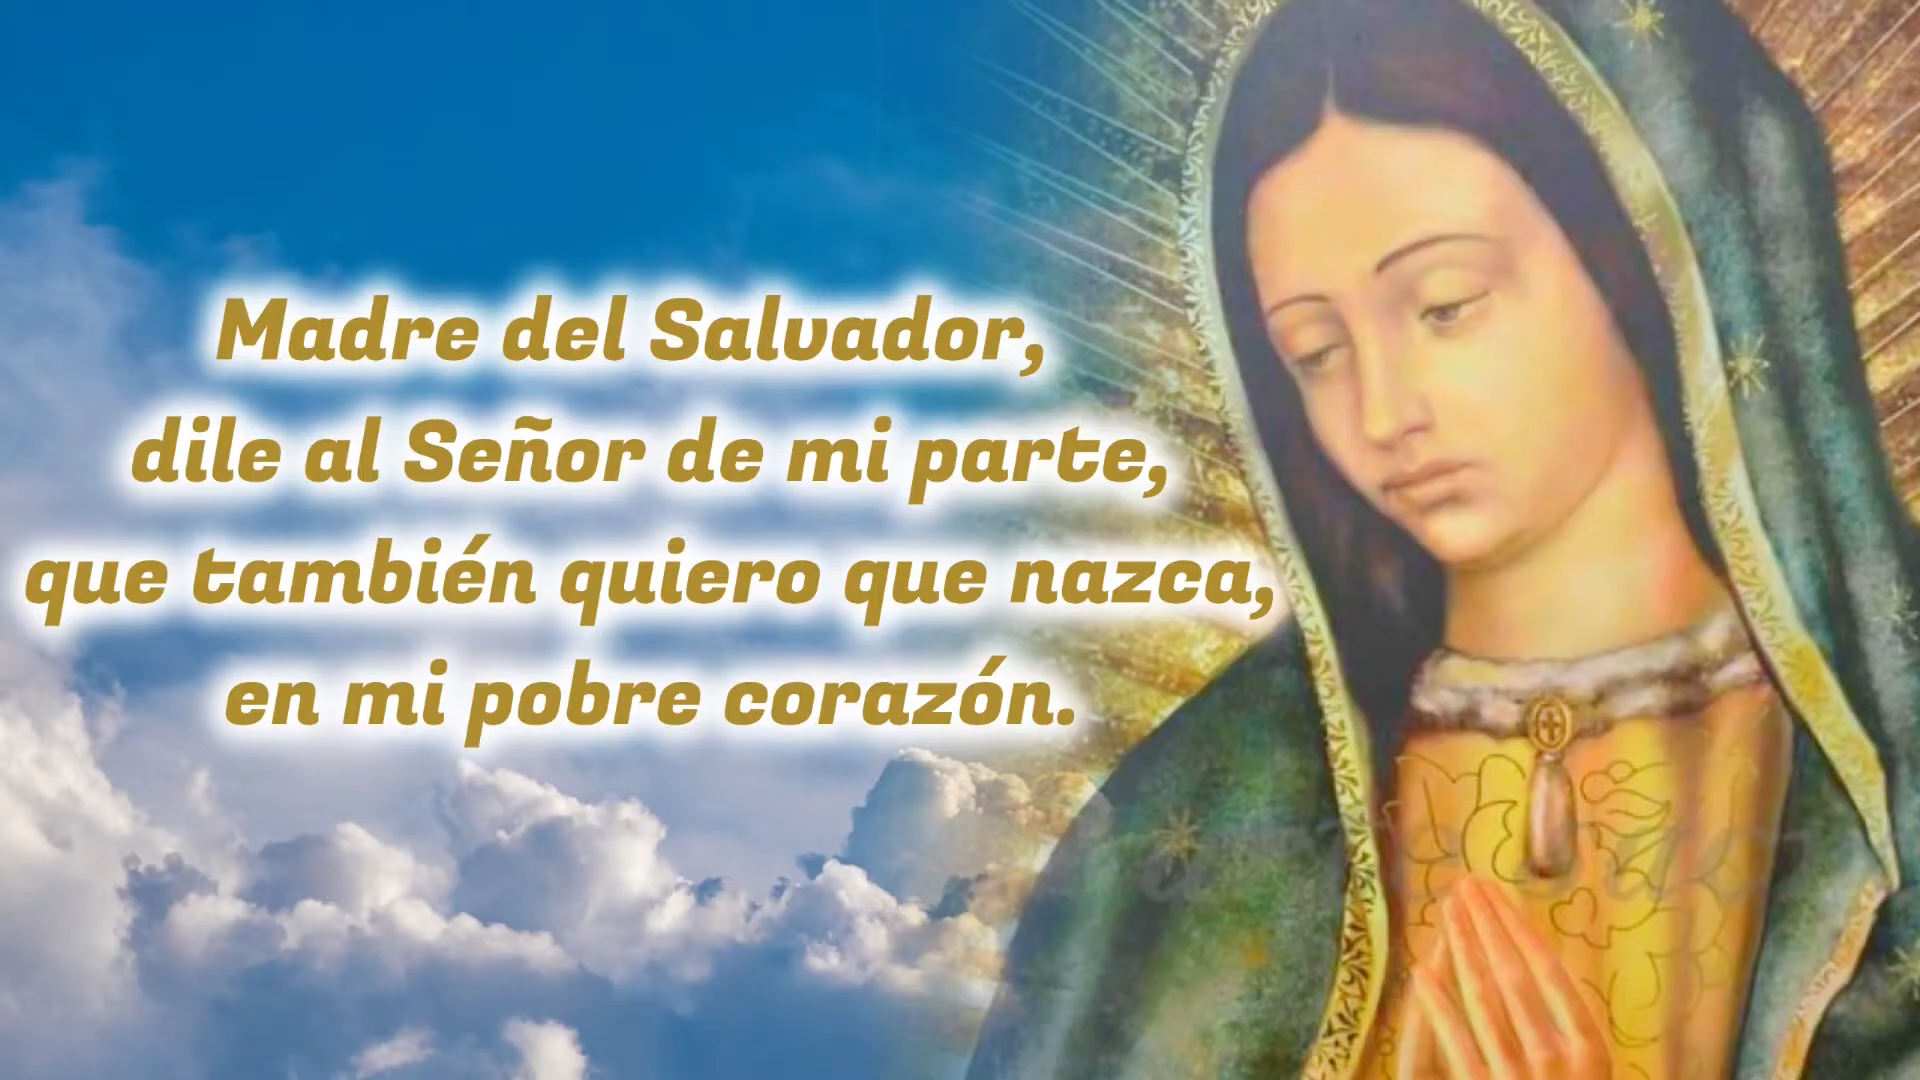 Madre del Salvador,
dile al Señor de mi parte,
que también quiero que nazca,
en mi pobre corazón.